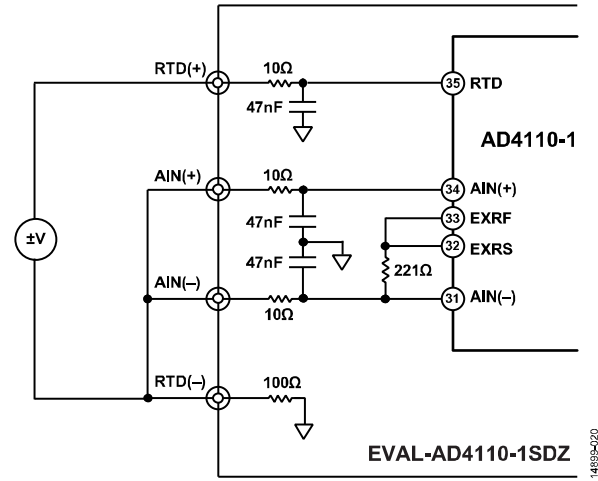 RTD(+)
10Ω
47nF
35 RTD
AD4110-1
AIN(+)
10Ω
34 AIN(+)
47nF
33 EXRF
32 EXRS
±V
47nF
221Ω
AIN(–)
10Ω
31 AIN(–)
RTD(–)
100Ω
EVAL-AD4110-1SDZ
14899-020